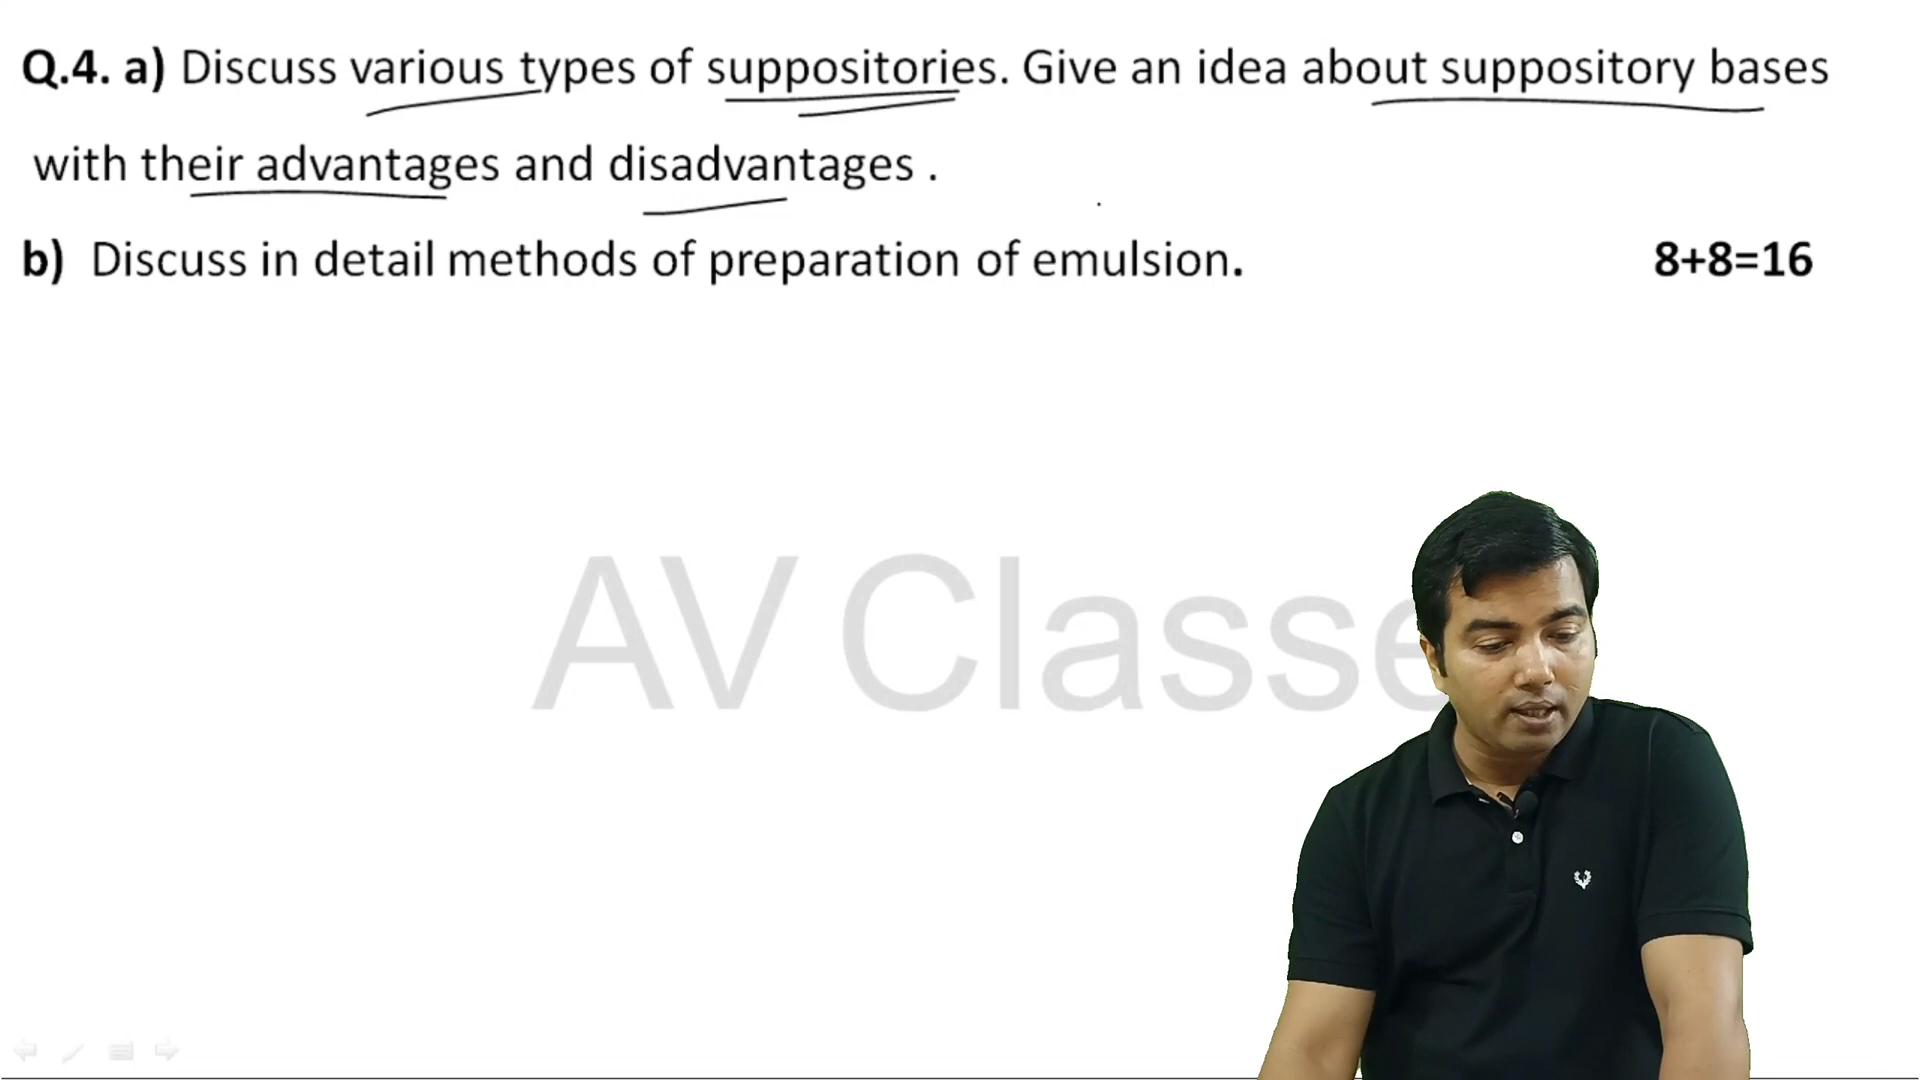 Q.4. a) Discuss various types of suppositories. Give an idea about suppository bases
with their advantages and disadvantages .
b) Discuss in detail methods of preparation of emulsion. 8+8=16
AV Classe